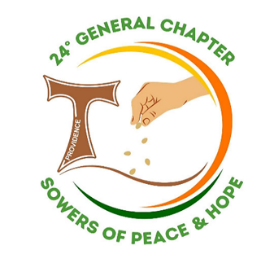 24° GENERAL CHAPTER
PROVIDENCE
SOWERS OF PEACE & HOPE